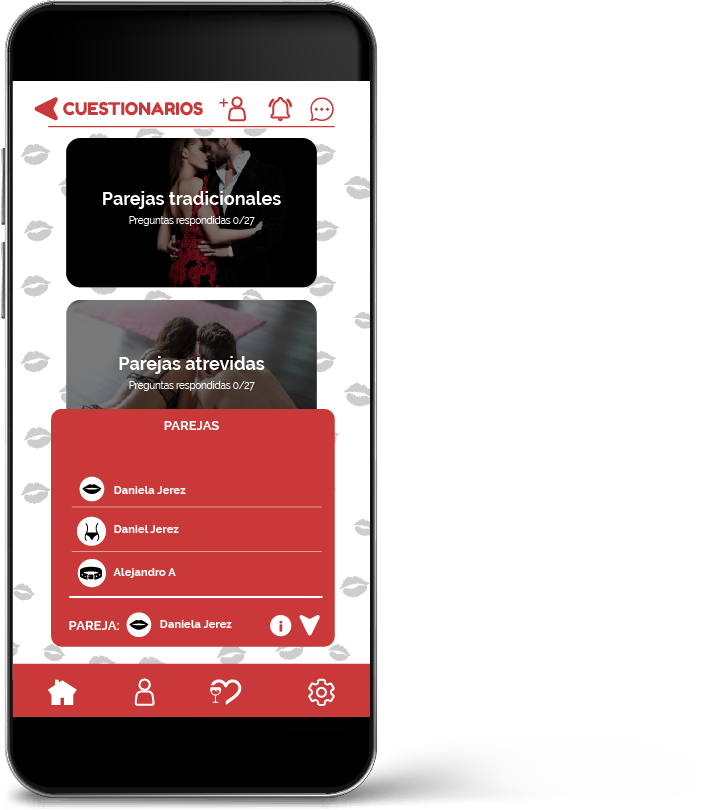 CUESTIONARIOS
Parejas tradicionales
Preguntas respondidas 0/27
Parejas atrevidas
Preguntas respondidas 0/27
PAREJAS
Daniela Jerez
Daniel Jerez
Alejandro A
PAREJA: Daniela Jerez